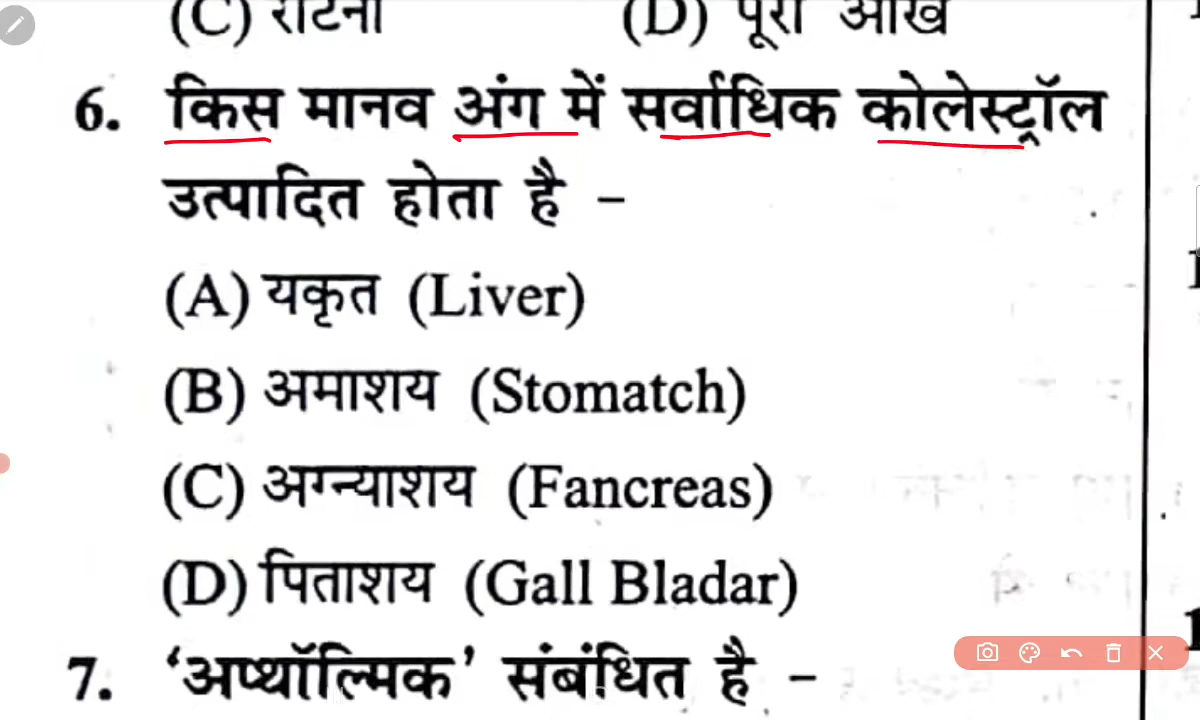 (C) रेटिना (D) पूरी आँख
6. किस मानव अंग में सर्वाधिक कोलेस्ट्रॉल
उत्पादित होता है –
(A) यकृत (Liver)
(B) अमाशय (Stomatch)
(C) अग्न्याशय (Fancreas)
(D) पिताशय (Gall Bladar)
7. ‘अप्थॉल्मिक’ संबंधित है –